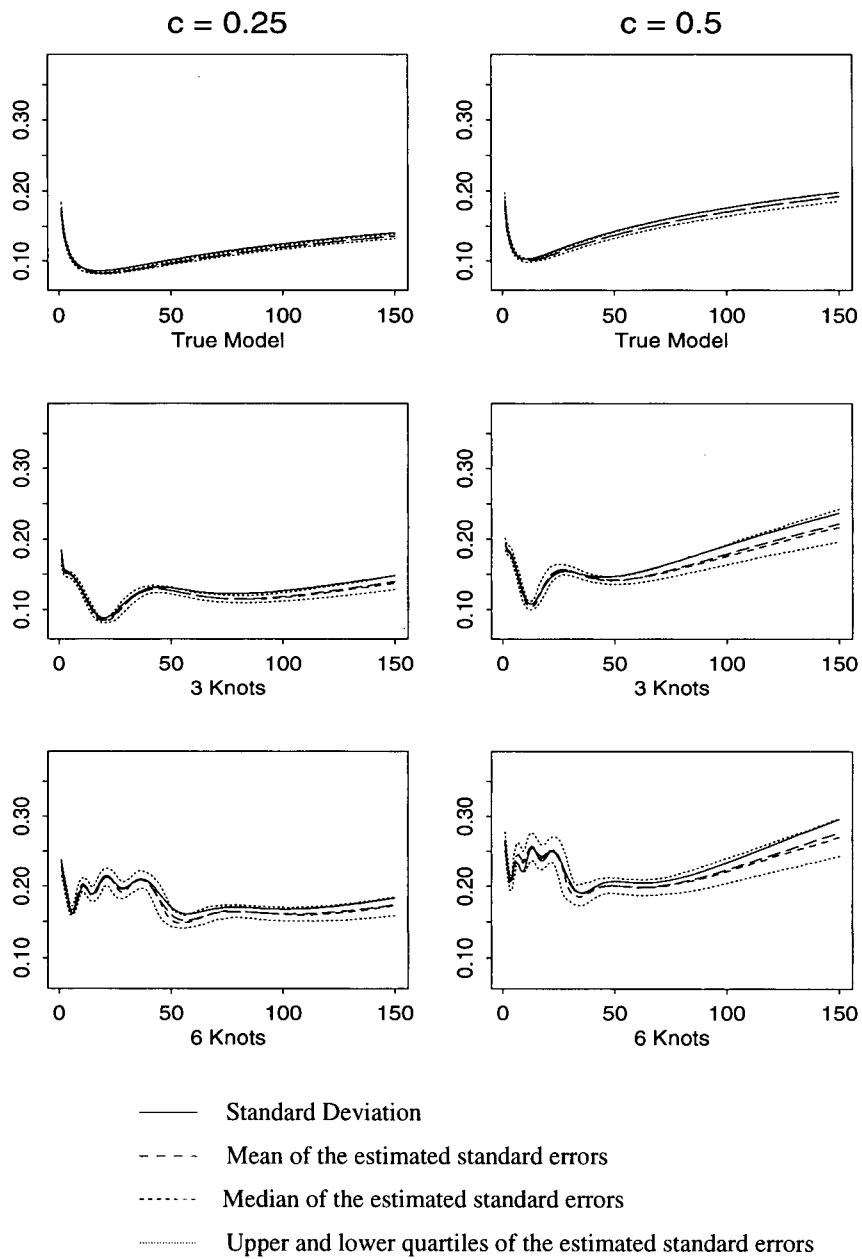 c = 0.25
c = 0.5
0.30
0.20
0.10
0 50 100 150
True Model
0.30
0.20
0.10
0 50 100 150
True Model
0.30
0.20
0.10
0 50 100 150
3 Knots
0.30
0.20
0.10
0 50 100 150
3 Knots
0.30
0.20
0.10
0 50 100 150
6 Knots
0.30
0.20
0.10
0 50 100 150
6 Knots
Standard Deviation
Mean of the estimated standard errors
Median of the estimated standard errors
Upper and lower quartiles of the estimated standard errors